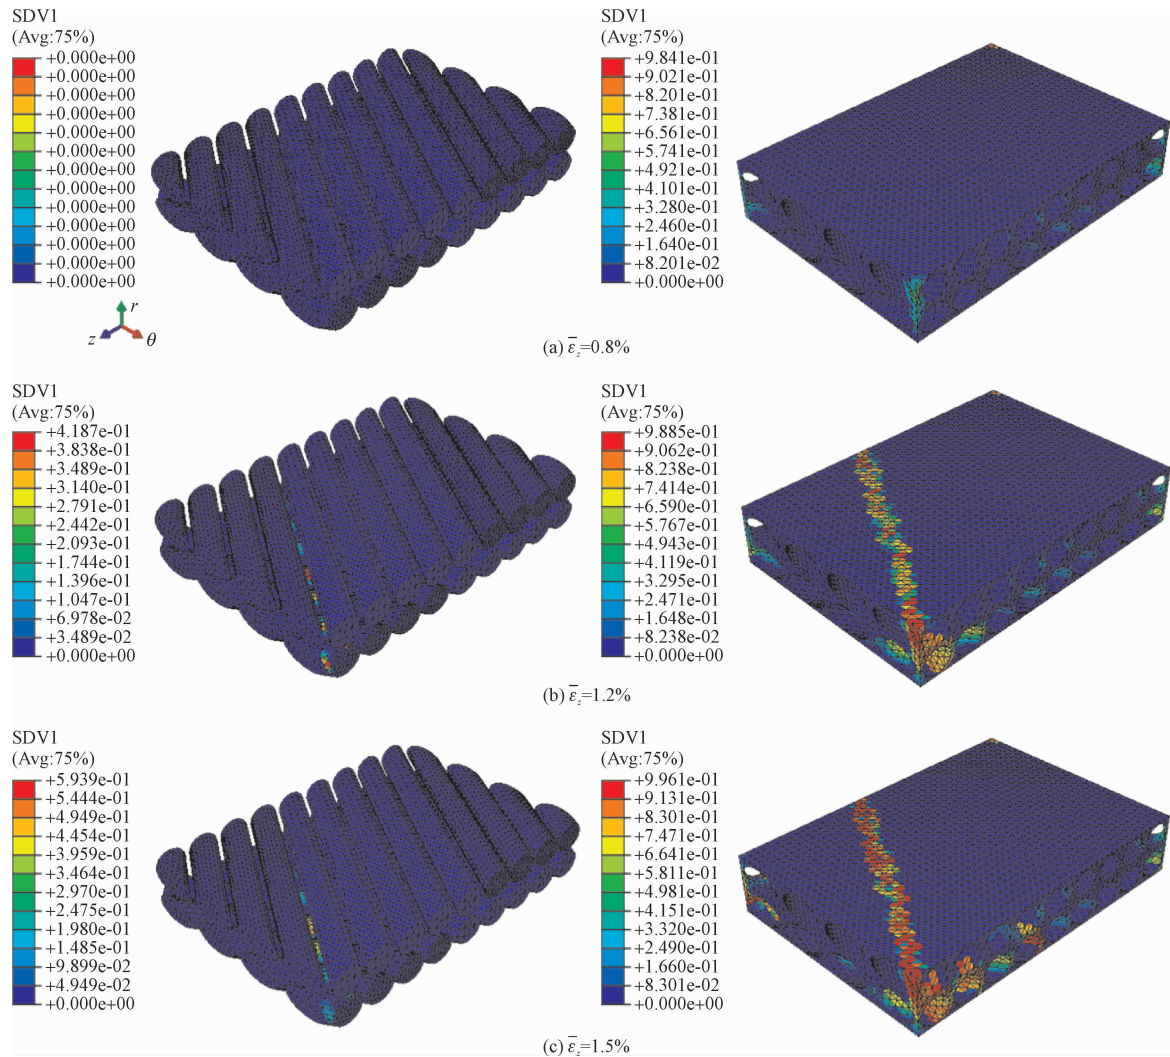 SDV1
(Avg:75%)
+0.000e+00
+0.000e+00
+0.000e+00
+0.000e+00
+0.000e+00
+0.000e+00
+0.000e+00
+0.000e+00
+0.000e+00
+0.000e+00
+0.000e+00
+0.000e+00
+0.000e+00
r
z
θ
SDV1
(Avg:75%)
+9.841e-01
+9.021e-01
+8.201e-01
+7.381e-01
+6.561e-01
+5.741e-01
+4.921e-01
+4.101e-01
+3.280e-01
+2.460e-01
+1.640e-01
+8.201e-02
+0.000e+00
(a) ε̄_z=0.8%
SDV1
(Avg:75%)
+4.187e-01
+3.838e-01
+3.489e-01
+3.140e-01
+2.791e-01
+2.442e-01
+2.093e-01
+1.744e-01
+1.396e-01
+1.047e-01
+6.978e-02
+3.489e-02
+0.000e+00
SDV1
(Avg:75%)
+9.885e-01
+9.062e-01
+8.238e-01
+7.414e-01
+6.590e-01
+5.767e-01
+4.943e-01
+4.119e-01
+3.295e-01
+2.471e-01
+1.648e-01
+8.238e-02
+0.000e+00
(b) ε̄_z=1.2%
SDV1
(Avg:75%)
+5.939e-01
+5.444e-01
+4.949e-01
+4.454e-01
+3.959e-01
+3.464e-01
+2.970e-01
+2.475e-01
+1.980e-01
+1.485e-01
+9.899e-02
+4.949e-02
+0.000e+00
SDV1
(Avg:75%)
+9.961e-01
+9.131e-01
+8.301e-01
+7.471e-01
+6.641e-01
+5.811e-01
+4.981e-01
+4.151e-01
+3.320e-01
+2.490e-01
+1.660e-01
+8.301e-02
+0.000e+00
(c) ε̄_z=1.5%